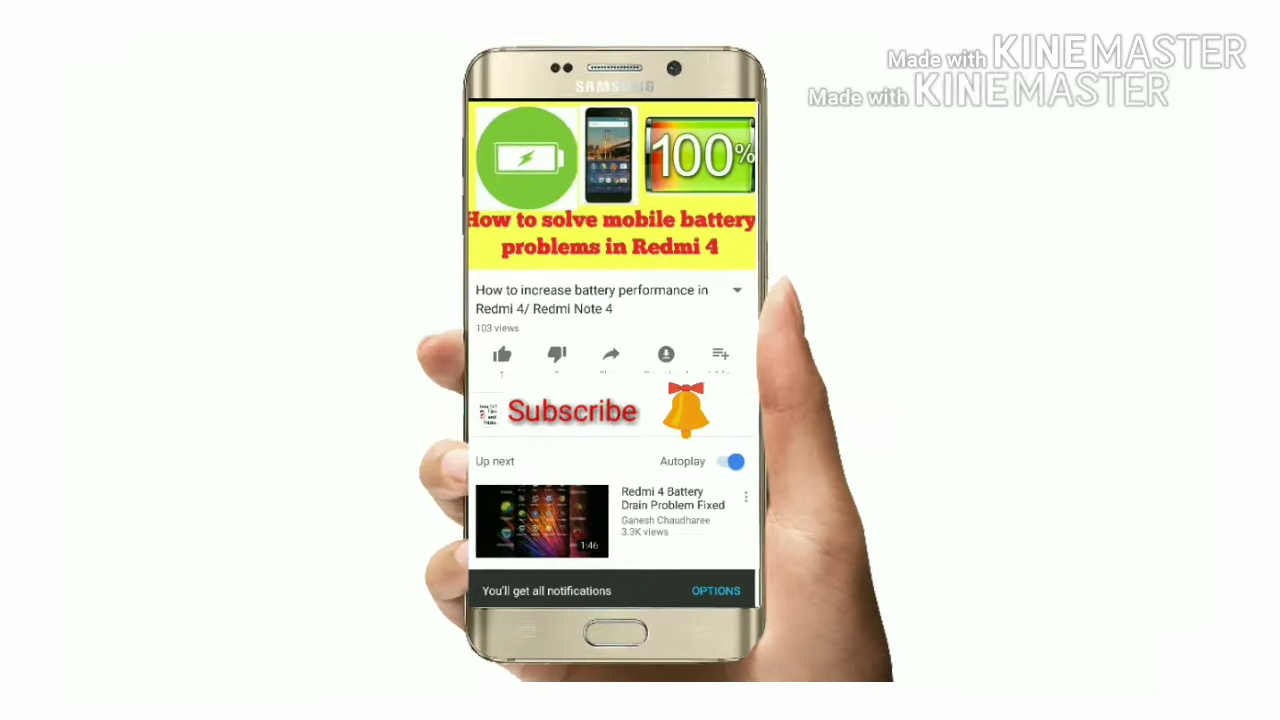 Made with KINEMASTER
Made with KINEMASTER
SAMSUNG
100%
How to solve mobile battery
problems in Redmi 4
How to increase battery performance in
Redmi 4/ Redmi Note 4
103 views
Subscribe
Up next
Autoplay
Redmi 4 Battery
Drain Problem Fixed
Ganesh Chaudharee
3.3K views
1:46
You'll get all notifications
OPTIONS